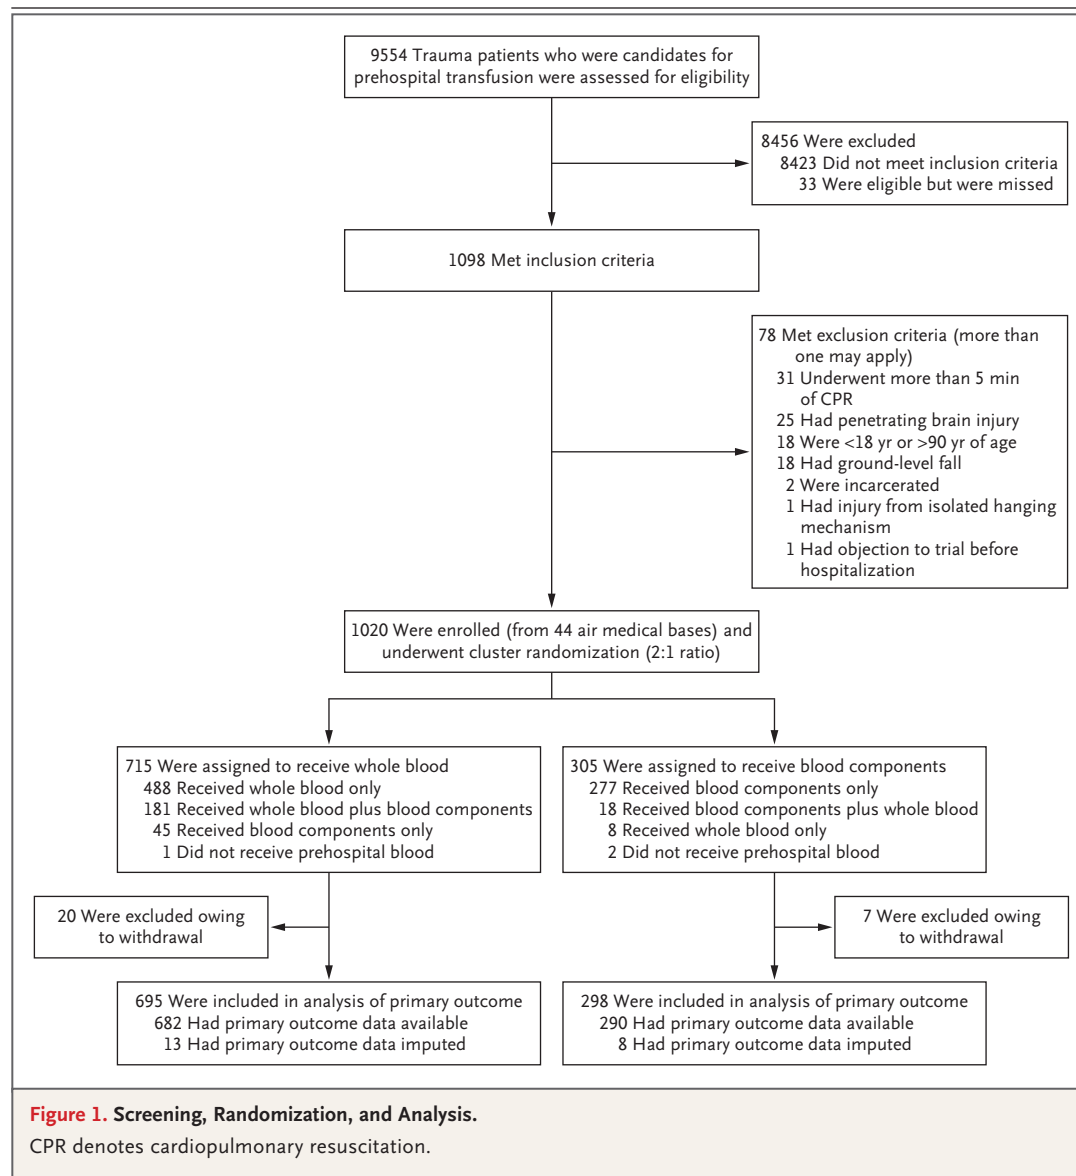 9554 Trauma patients who were candidates for
prehospital transfusion were assessed for eligibility
8456 Were excluded
8423 Did not meet inclusion criteria
33 Were eligible but were missed
1098 Met inclusion criteria
78 Met exclusion criteria (more than
one may apply)
31 Underwent more than 5 min
of CPR
25 Had penetrating brain injury
18 Were <18 yr or >90 yr of age
18 Had ground-level fall
2 Were incarcerated
1 Had injury from isolated hanging
mechanism
1 Had objection to trial before
hospitalization
1020 Were enrolled (from 44 air medical bases) and
underwent cluster randomization (2:1 ratio)
715 Were assigned to receive whole blood
488 Received whole blood only
181 Received whole blood plus blood components
45 Received blood components only
1 Did not receive prehospital blood
305 Were assigned to receive blood components
277 Received blood components only
18 Received blood components plus whole blood
8 Received whole blood only
2 Did not receive prehospital blood
20 Were excluded owing
to withdrawal
7 Were excluded owing
to withdrawal
695 Were included in analysis of primary outcome
682 Had primary outcome data available
13 Had primary outcome data imputed
298 Were included in analysis of primary outcome
290 Had primary outcome data available
8 Had primary outcome data imputed
Figure 1. Screening, Randomization, and Analysis.
CPR denotes cardiopulmonary resuscitation.